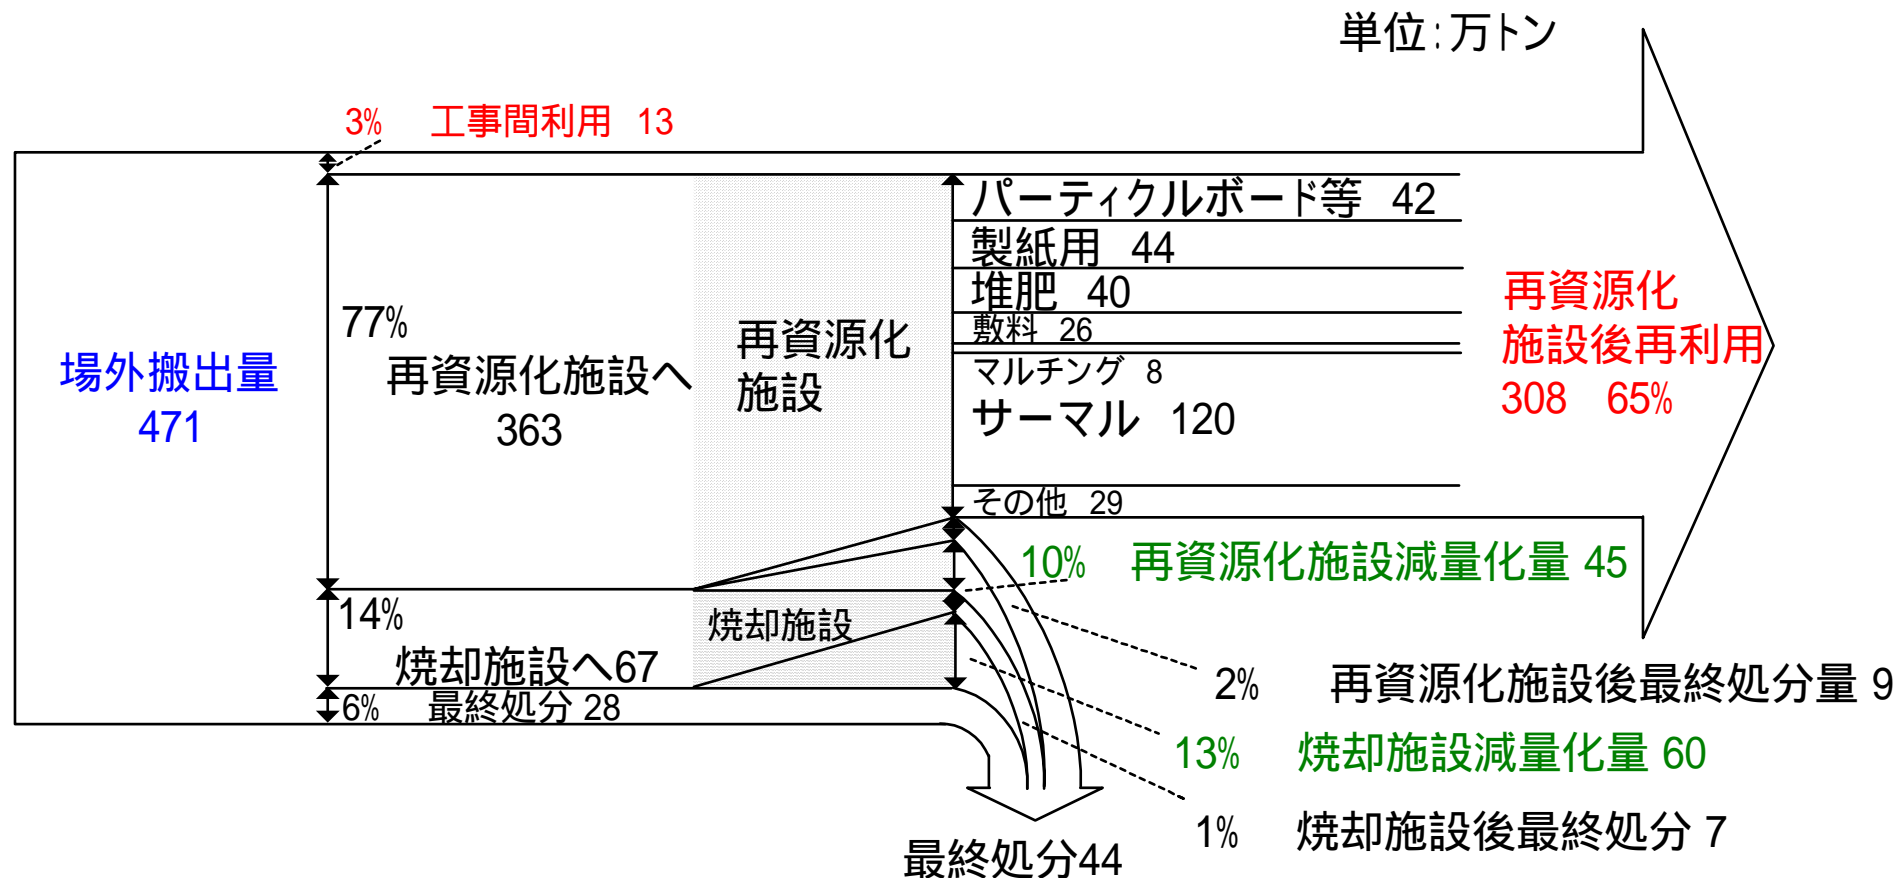 単位:万トン
3% 工事間利用 13
場外搬出量
471
77%
再資源化施設へ
363
再資源化
施設
パーティクルボード等 42
製紙用 44
堆肥 40
敷料 26
マルチング 8
サーマル 120
その他 29
再資源化
施設後再利用
308 65%
10% 再資源化施設減量化量 45
14%
焼却施設へ67
焼却施設
6% 最終処分 28
2% 再資源化施設後最終処分量 9
13% 焼却施設減量化量 60
1% 焼却施設後最終処分 7
最終処分44